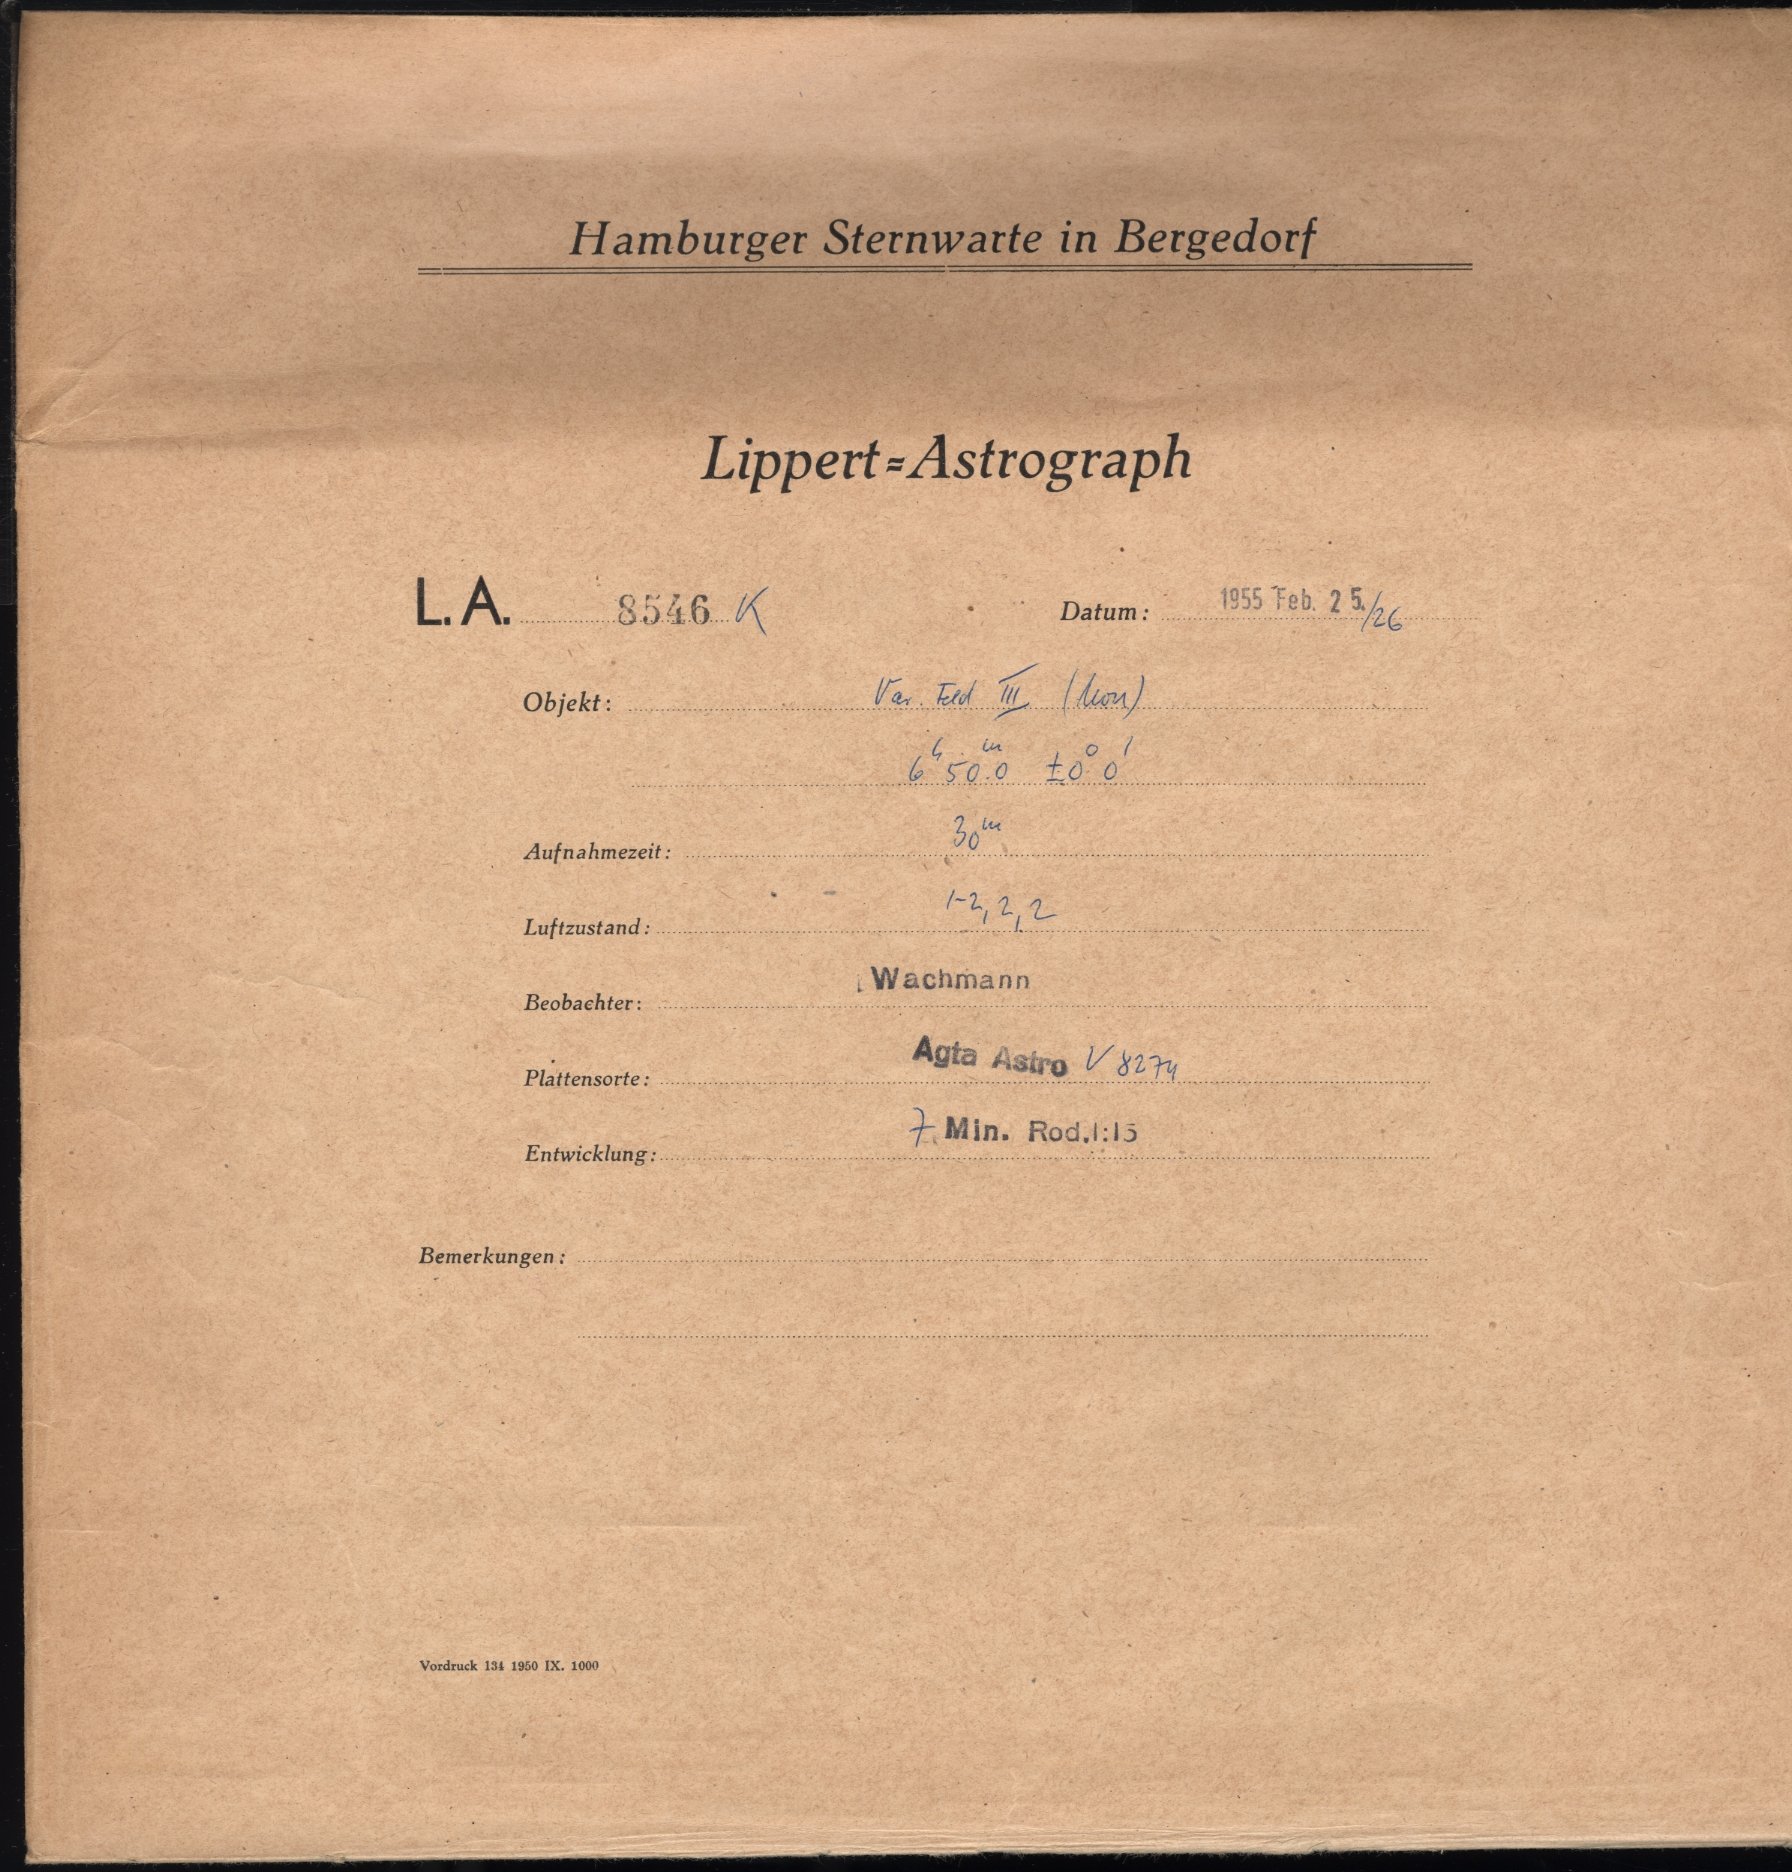 Hamburger Sternwarte in Bergedorf
Lippert=Astrograph
L. A. 8546 K Datum: 1955 Feb. 25./26
Objekt: Var. Feld III (Mon)
6h 50.0m ±0° 0'
Aufnahmezeit: 30m
Luftzustand: 1-2, 2, 2
Beobachter: Wachmann
Plattensorte: Agfa Astro V 8274
Entwicklung: 7 Min. Rod. 1:15
Bemerkungen:
Vordruck 134 1950 IX. 1000